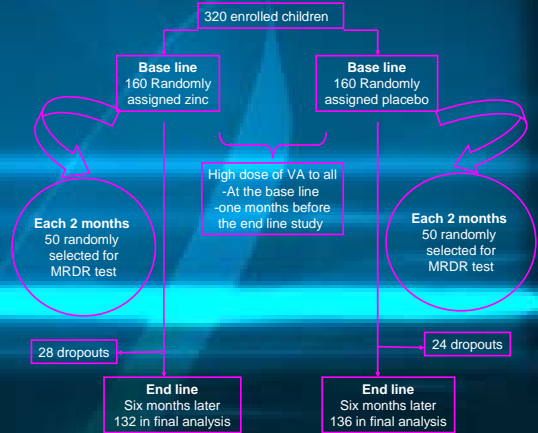 320 enrolled children
Base line
160 Randomly
assigned zinc
Base line
160 Randomly
assigned placebo
High dose of VA to all
-At the base line
-one months before
the end line study
Each 2 months
50 randomly
selected for
MRDR test
Each 2 months
50 randomly
selected for
MRDR test
28 dropouts
24 dropouts
End line
Six months later
132 in final analysis
End line
Six months later
136 in final analysis